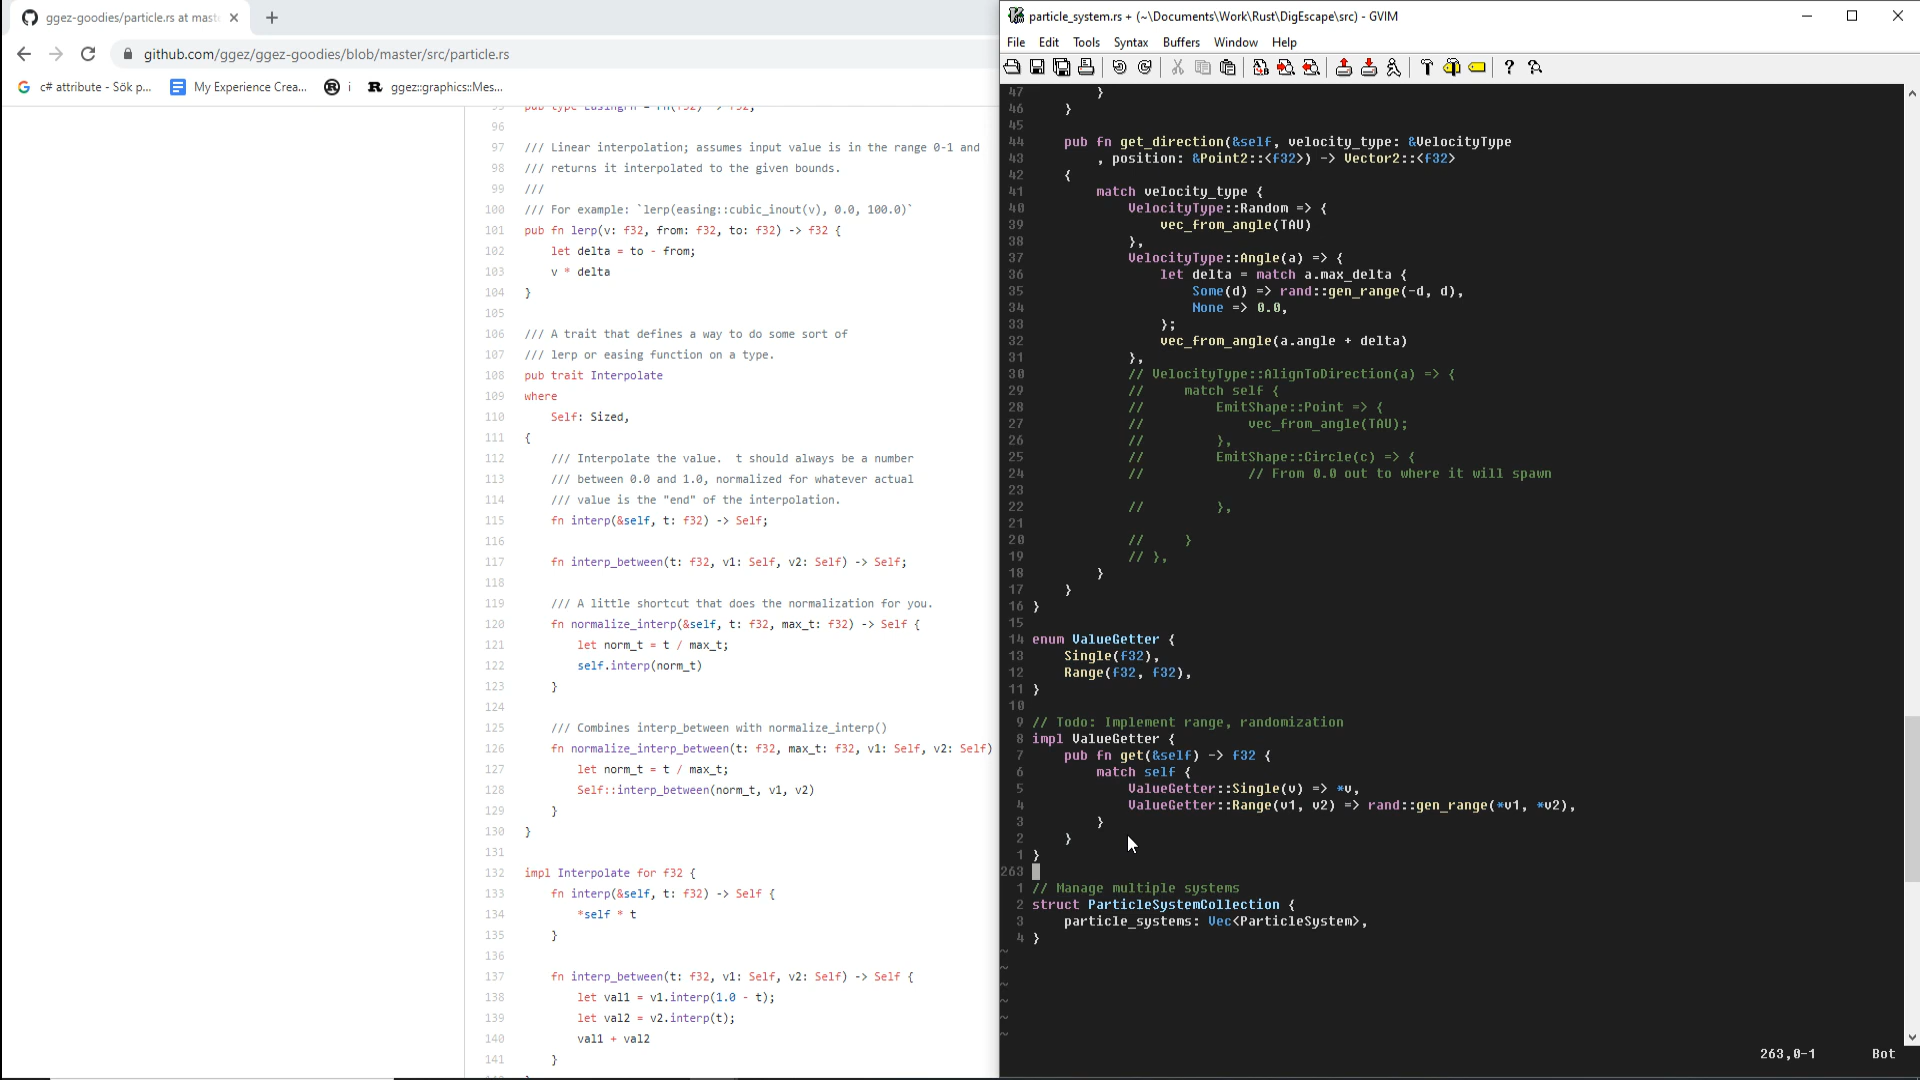 ggez-goodies/particle.rs at mast
github.com/ggez/ggez-goodies/blob/master/src/particle.rs
c# attribute - Sök p...
My Experience Crea...
i
ggez::graphics::Mes...
96
97 /// Linear interpolation; assumes input value is in the range 0-1 and
98 /// returns it interpolated to the given bounds.
99 ///
100 /// For example: `lerp(easing::cubic_inout(v), 0.0, 100.0)`
101 pub fn lerp(v: f32, from: f32, to: f32) -> f32 {
102 let delta = to - from;
103 v * delta
104 }
105
106 /// A trait that defines a way to do some sort of
107 /// lerp or easing function on a type.
108 pub trait Interpolate
109 where
110 Self: Sized,
111 {
112 /// Interpolate the value.  t should always be a number
113 /// between 0.0 and 1.0, normalized for whatever actual
114 /// value is the "end" of the interpolation.
115 fn interp(&self, t: f32) -> Self;
116
117 fn interp_between(t: f32, v1: Self, v2: Self) -> Self;
118
119 /// A little shortcut that does the normalization for you.
120 fn normalize_interp(&self, t: f32, max_t: f32) -> Self {
121 let norm_t = t / max_t;
122 self.interp(norm_t)
123 }
124
125 /// Combines interp_between with normalize_interp()
126 fn normalize_interp_between(t: f32, max_t: f32, v1: Self, v2: Self)
127 let norm_t = t / max_t;
128 Self::interp_between(norm_t, v1, v2)
129 }
130 }
131
132 impl Interpolate for f32 {
133 fn interp(&self, t: f32) -> Self {
134 *self * t
135 }
136
137 fn interp_between(t: f32, v1: Self, v2: Self) -> Self {
138 let val1 = v1.interp(1.0 - t);
139 let val2 = v2.interp(t);
140 val1 + val2
141 }
particle_system.rs + (~\Documents\Work\Rust\DigEscape\src) - GVIM
File Edit Tools Syntax Buffers Window Help
47 }
46 }
45
44 pub fn get_direction(&self, velocity_type: &VelocityType
43 , position: &Point2::<f32>) -> Vector2::<f32>
42 {
41 match velocity_type {
40 VelocityType::Random => {
39 vec_from_angle(TAU)
38 },
37 VelocityType::Angle(a) => {
36 let delta = match a.max_delta {
35 Some(d) => rand::gen_range(-d, d),
34 None => 0.0,
33 };
32 vec_from_angle(a.angle + delta)
31 },
30 // VelocityType::AlignToDirection(a) => {
29 // match self {
28 // EmitShape::Point => {
27 // vec_from_angle(TAU);
26 // },
25 // EmitShape::Circle(c) => {
24 // // From 0.0 out to where it will spawn
23
22 // },
21
20 // }
19 // },
18 }
17 }
16 }
15
14 enum ValueGetter {
13 Single(f32),
12 Range(f32, f32),
11 }
10
9 // Todo: Implement range, randomization
8 impl ValueGetter {
7 pub fn get(&self) -> f32 {
6 match self {
5 ValueGetter::Single(v) => *v,
4 ValueGetter::Range(v1, v2) => rand::gen_range(*v1, *v2),
3 }
2 }
1 }
263
1 // Manage multiple systems
2 struct ParticleSystemCollection {
3 particle_systems: Vec<ParticleSystem>,
4 }
~
~
~
~
~
~
263,0-1 Bot